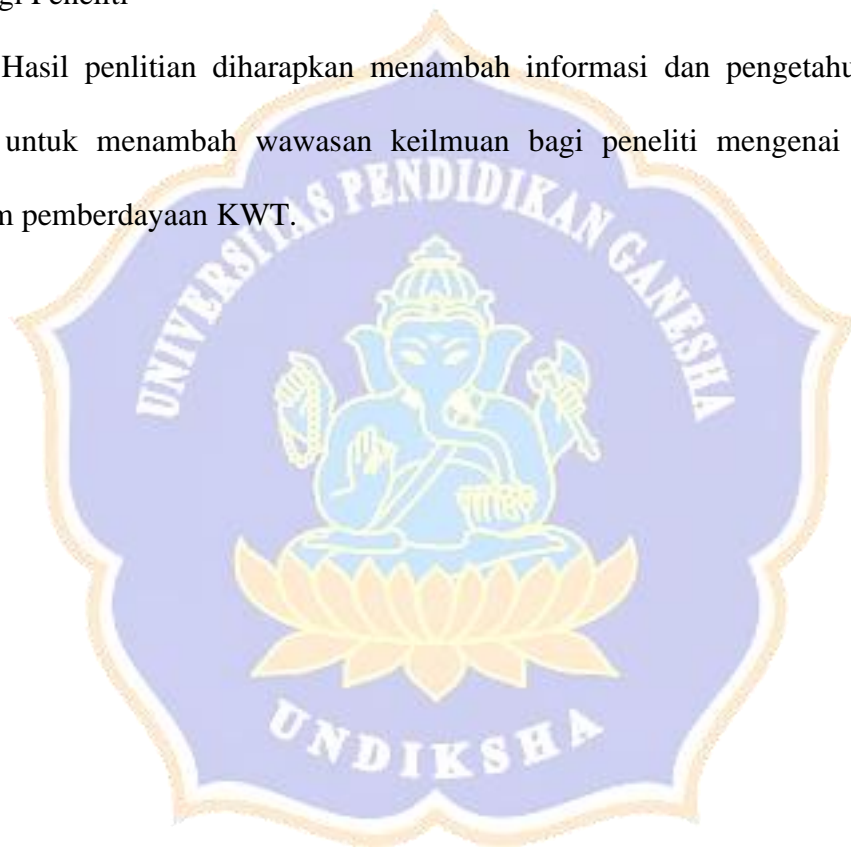 gi Peneliti
Hasil penlitian diharapkan menambah informasi dan pengetahu
untuk menambah wawasan keilmuan bagi peneliti mengenai
m pemberdayaan KWT.
UNIVERSITAS PENDIDIKAN GANESHA
UNDIKSHA